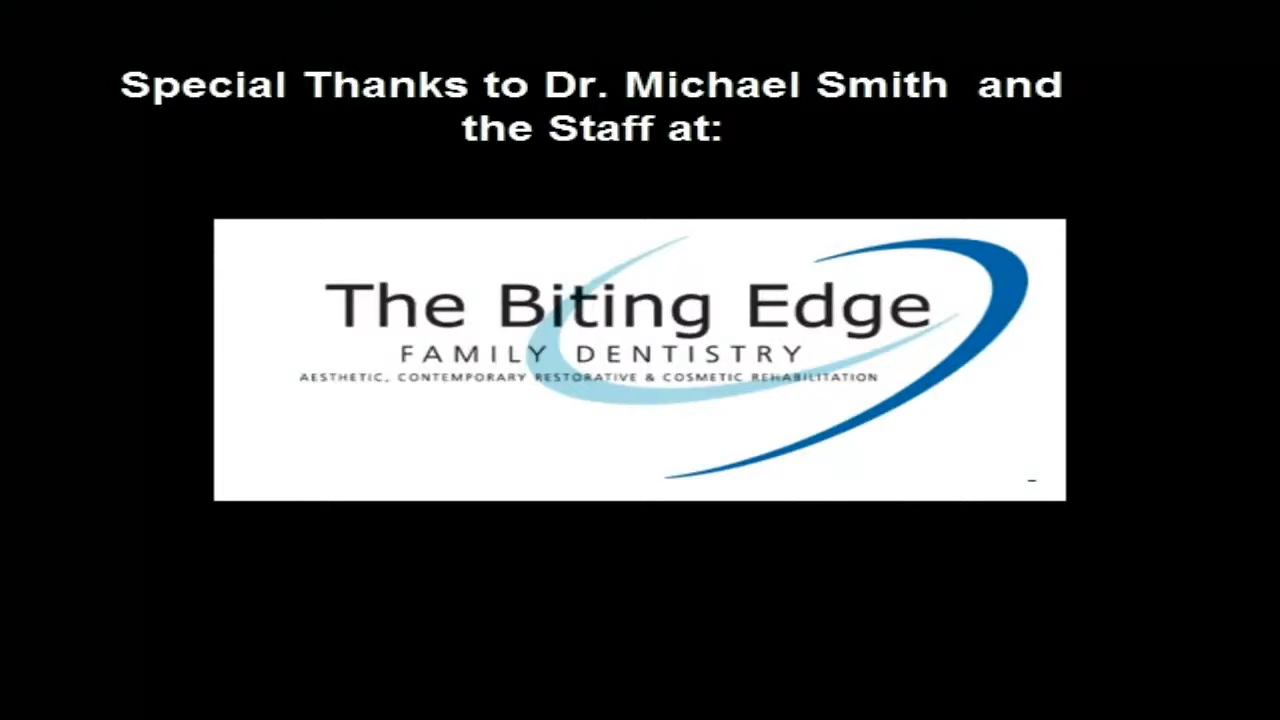 Special Thanks to Dr. Michael Smith and
the Staff at:
The Biting Edge
FAMILY DENTISTRY
AESTHETIC, CONTEMPORARY RESTORATIVE & COSMETIC REHABILITATION